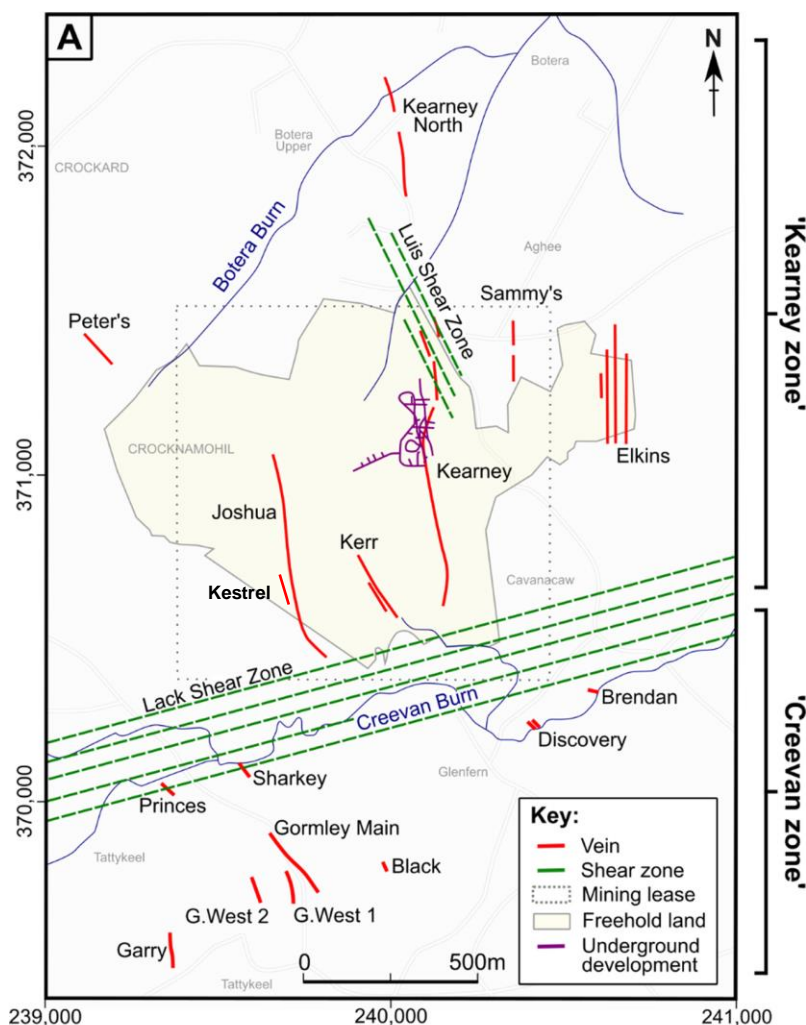 A
N
Botera
Kearney
North
372,000
Botera
Upper
CROCKARD
'Kearney zone'
Luis Shear Zone
Aghee
Botera Burn
Sammy's
Peter's
CROCKNAMOHIL
371,000
Kearney
Elkins
Joshua
Kerr
Kestrel
Cavanacaw
Lack Shear Zone
Brendan
Creevan Burn
Discovery
'Creevan zone'
Sharkey
Glenfern
370,000
Princes
Gormley Main
Tattykeel
Black
G.West 2
G.West 1
Garry
Tattykeel
0
500m
Key:
Vein
Shear zone
Mining lease
Freehold land
Underground
development
239,000
240,000
241,000